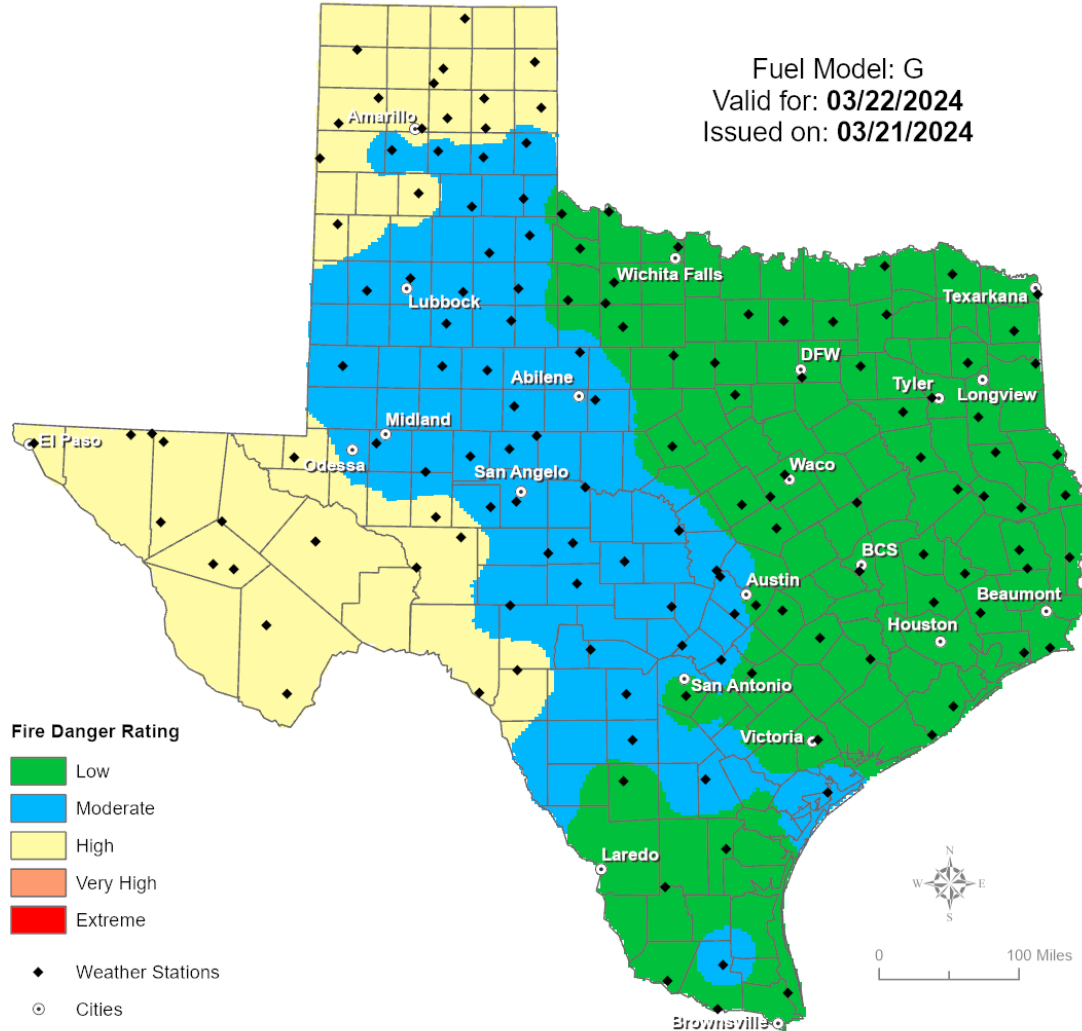 Fuel Model: G
Valid for: 03/22/2024
Issued on: 03/21/2024
Amarillo
Wichita Falls
Lubbock
Texarkana
DFW
Abilene
Tyler
Longview
Midland
El Paso
Odessa
San Angelo
Waco
BCS
Austin
Beaumont
Houston
San Antonio
Victoria
Laredo
Brownsville
Fire Danger Rating
Low
Moderate
High
Very High
Extreme
Weather Stations
Cities
N
W E
S
0 100 Miles